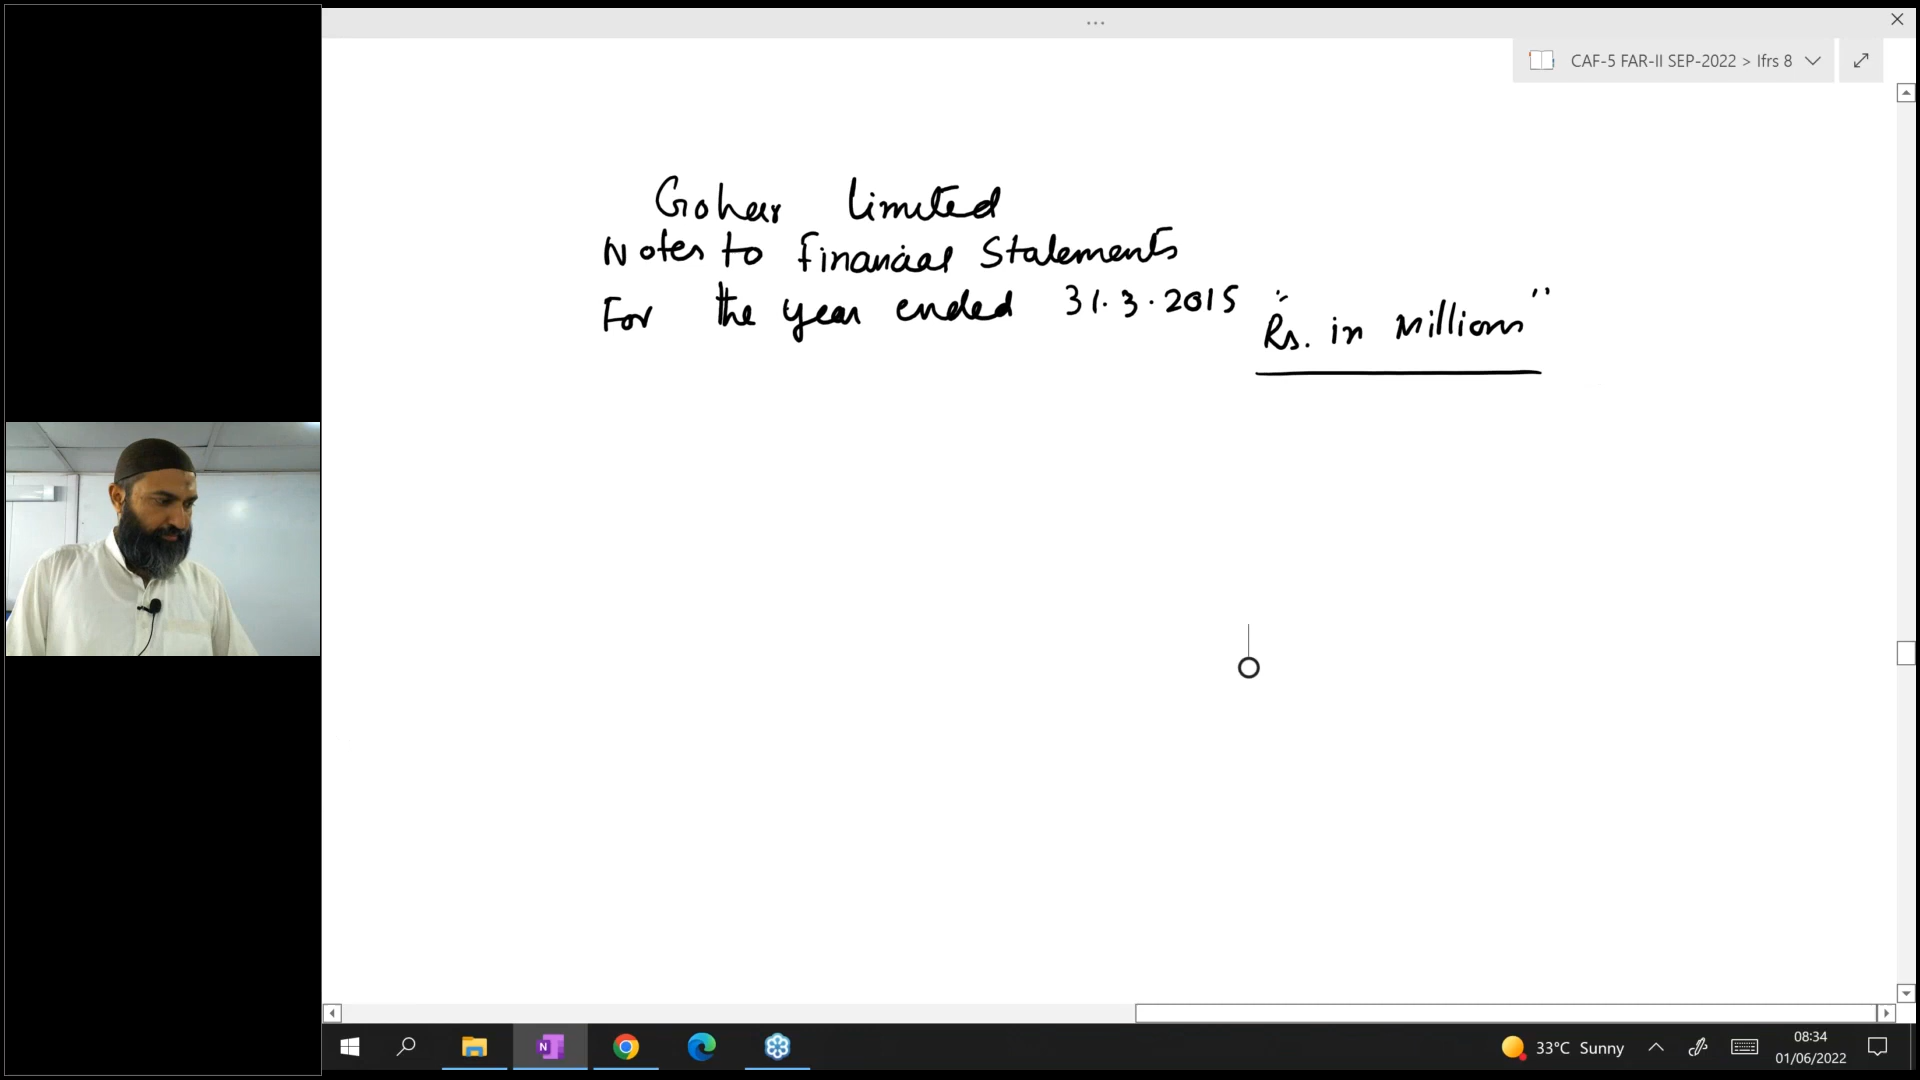 CAF-5 FAR-II SEP-2022 > Ifrs 8
Gohar Limited
Notes to Financial Statements
For the year ended 31.3.2015
"Rs. in Millions"
33°C Sunny
08:34
01/06/2022